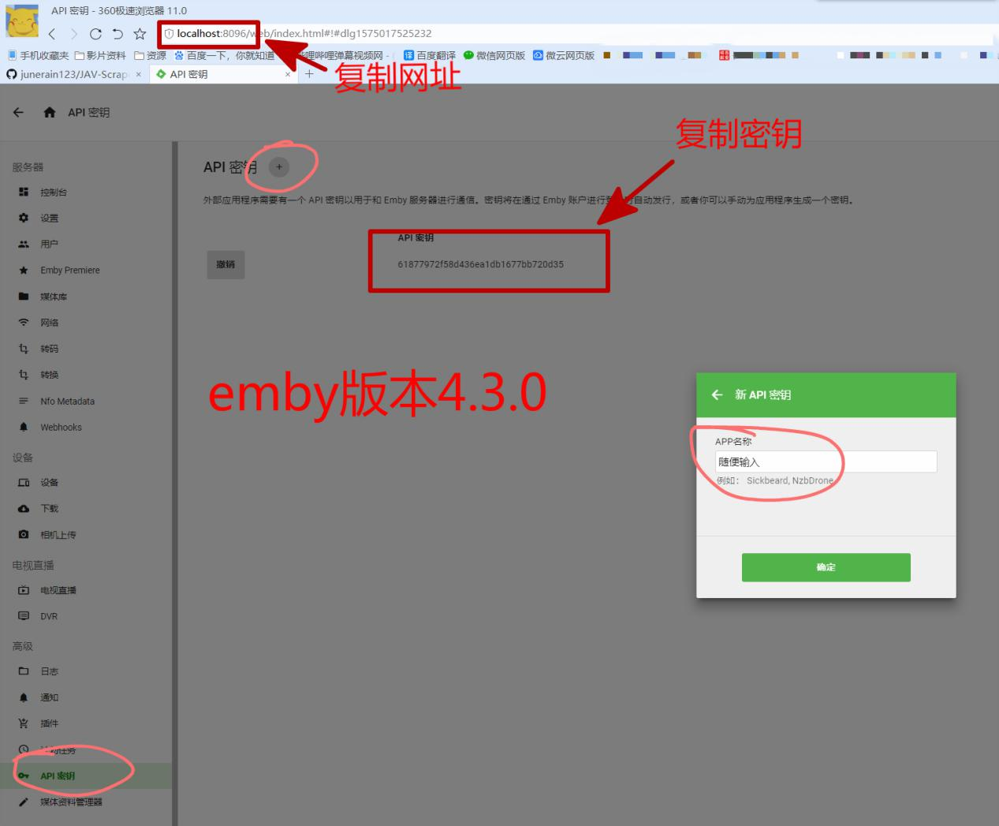 API 密钥 - 360极速浏览器 11.0
localhost:8096/web/index.html#!#dlg1575017525232
手机收藏夹 影片资料 资源 百度一下，你就知道 哔哩哔哩弹幕视频网 - 百度翻译 微信网页版 微云网页版
junerain123/JAV-Scrap × API 密钥 ×
复制网址
API 密钥
复制密钥
服务器
控制台
设置
用户
Emby Premiere
媒体库
网络
转码
转换
Nfo Metadata
Webhooks
设备
设备
下载
相机上传
电视直播
电视直播
DVR
高级
日志
通知
插件
任务
API 密钥
媒体资料管理器
API 密钥 +
外部应用程序需要有一个 API 密钥以用于和 Emby 服务器进行通信。密钥将在通过 Emby 账户进行 时自动发行，或者你可以手动为应用程序生成一个密钥。
API 密钥
撤销
61877972f58d436ea1db1677bb720d35
emby版本4.3.0
新 API 密钥
APP名称
随便输入
例如： Sickbeard, NzbDrone
确定